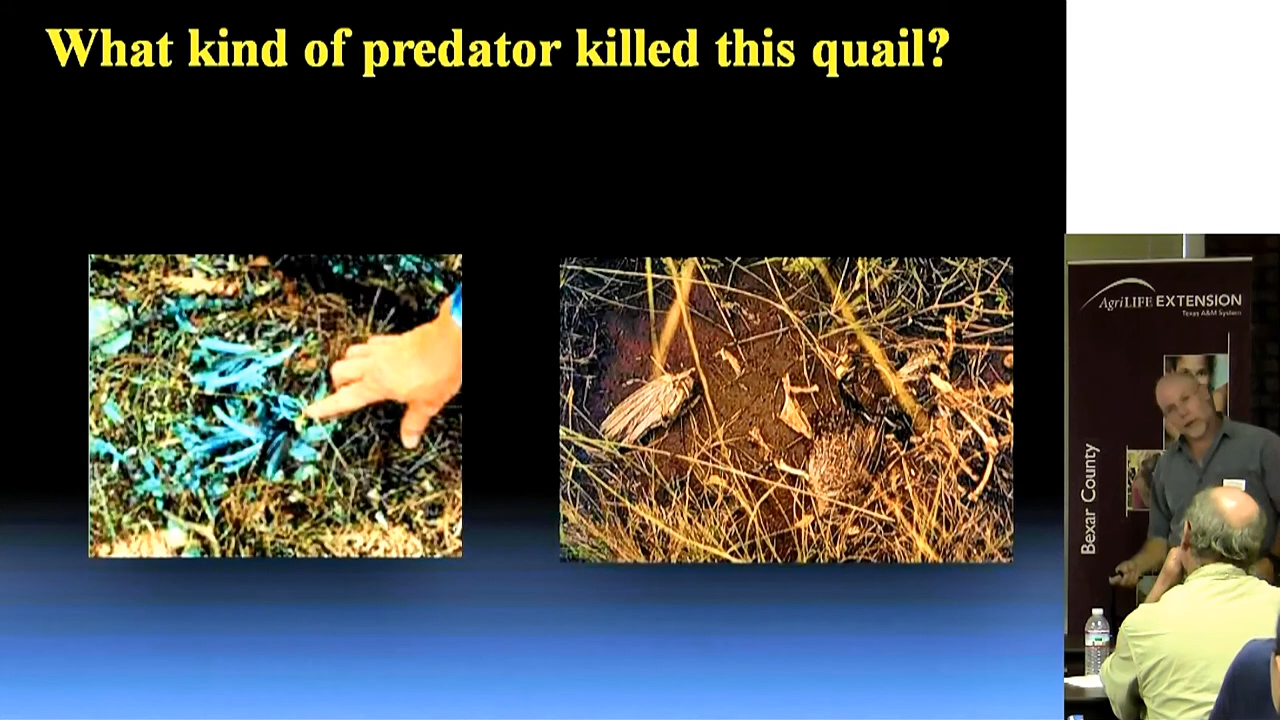 What kind of predator killed this quail?
AgriLIFE EXTENSION
Texas A&M System
Bexar County